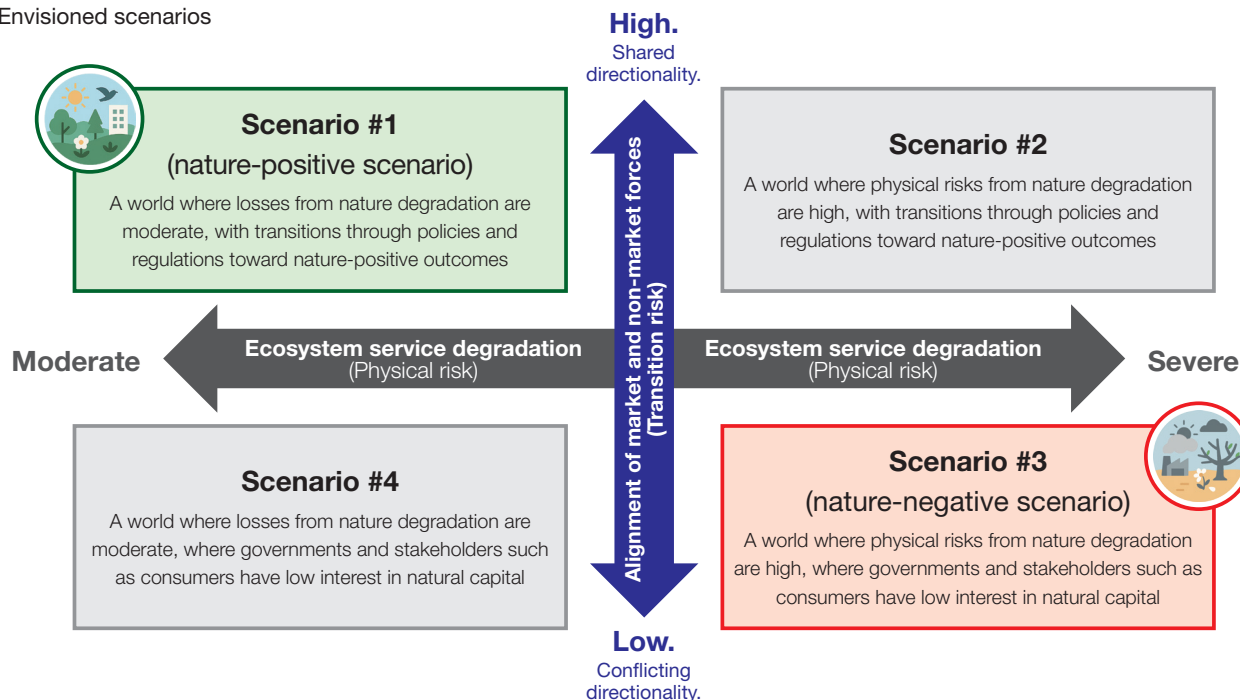 Envisioned scenarios
High.
Shared
directionality.
Scenario #1
(nature-positive scenario)
A world where losses from nature degradation are
moderate, with transitions through policies and
regulations toward nature-positive outcomes
Scenario #2
A world where physical risks from nature degradation
are high, with transitions through policies and
regulations toward nature-positive outcomes
Alignment of market and non-market forces
(Transition risk)
Moderate
Ecosystem service degradation
(Physical risk)
Ecosystem service degradation
(Physical risk)
Severe
Scenario #4
A world where losses from nature degradation are
moderate, where governments and stakeholders such
as consumers have low interest in natural capital
Scenario #3
(nature-negative scenario)
A world where physical risks from nature degradation
are high, where governments and stakeholders such as
consumers have low interest in natural capital
Low.
Conflicting
directionality.